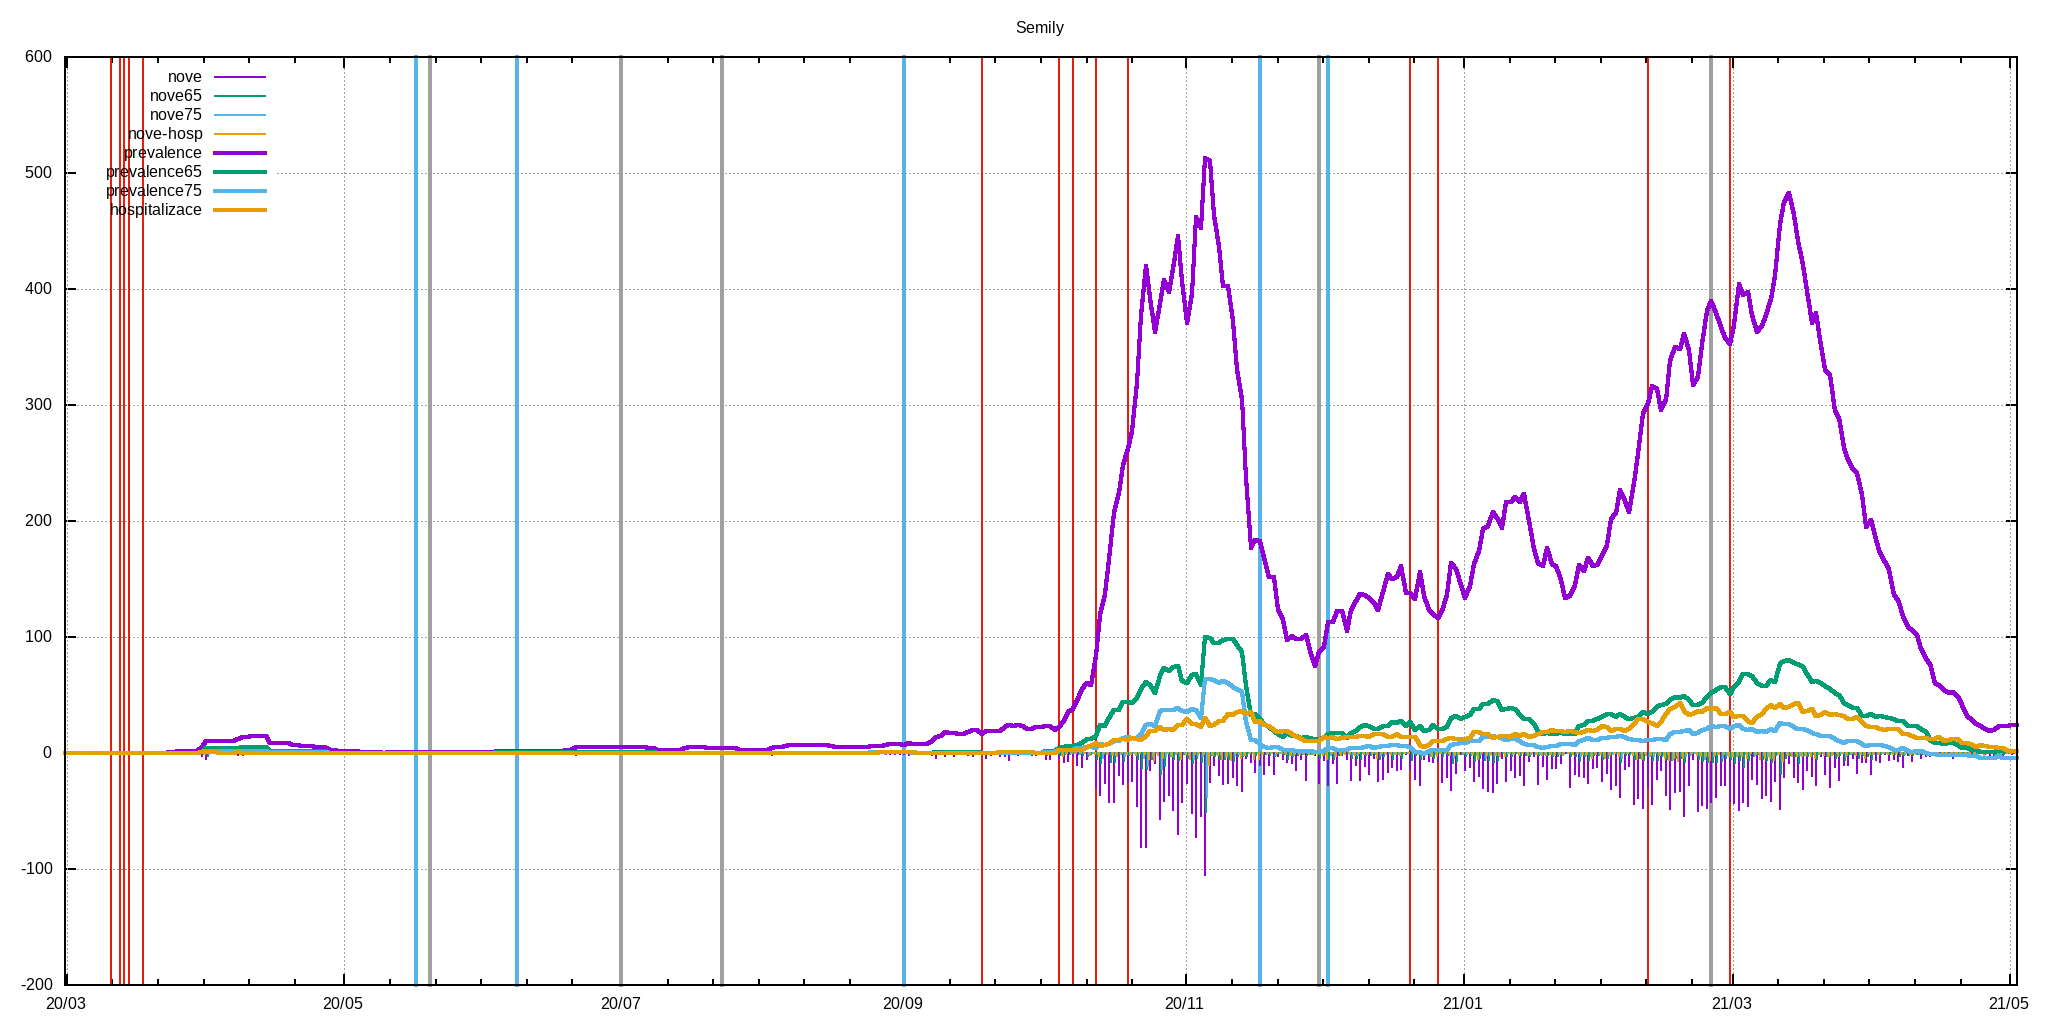 Semily
600
500
400
300
200
100
0
-100
-200
nove
nove65
nove75
nove-hosp
prevalence
prevalence65
prevalence75
hospitalizace
20/03 20/05 20/07 20/09 20/11 21/01 21/03 21/05